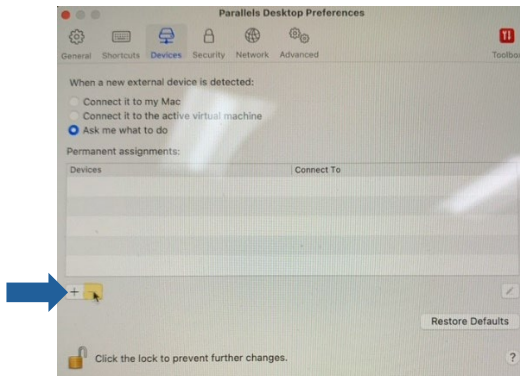 Parallels Desktop Preferences
General Shortcuts Devices Security Network Advanced Toolbox
When a new external device is detected:
Connect it to my Mac
Connect it to the active virtual machine
Ask me what to do
Permanent assignments:
Devices Connect To
+ −
Restore Defaults
Click the lock to prevent further changes. ?